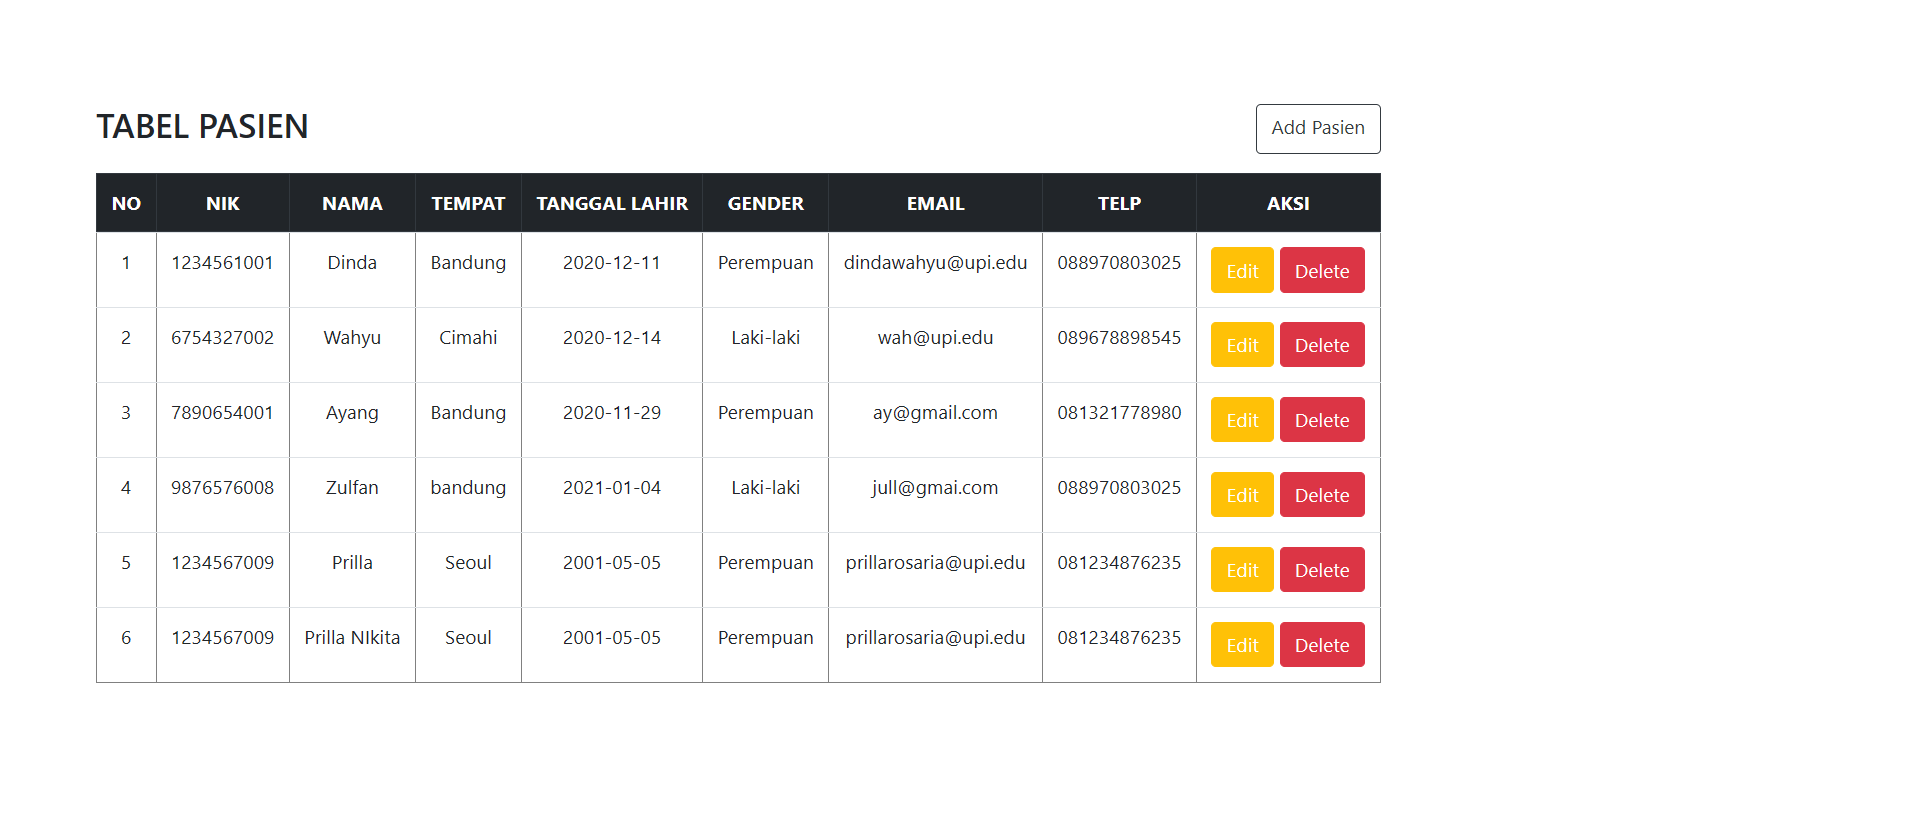 TABEL PASIEN Add Pasien
NO NIK NAMA TEMPAT TANGGAL LAHIR GENDER EMAIL TELP AKSI
1 1234561001 Dinda Bandung 2020-12-11 Perempuan dindawahyu@upi.edu 088970803025 Edit Delete
2 6754327002 Wahyu Cimahi 2020-12-14 Laki-laki wah@upi.edu 089678898545 Edit Delete
3 7890654001 Ayang Bandung 2020-11-29 Perempuan ay@gmail.com 081321778980 Edit Delete
4 9876576008 Zulfan bandung 2021-01-04 Laki-laki jull@gmai.com 088970803025 Edit Delete
5 1234567009 Prilla Seoul 2001-05-05 Perempuan prillarosaria@upi.edu 081234876235 Edit Delete
6 1234567009 Prilla NIkita Seoul 2001-05-05 Perempuan prillarosaria@upi.edu 081234876235 Edit Delete